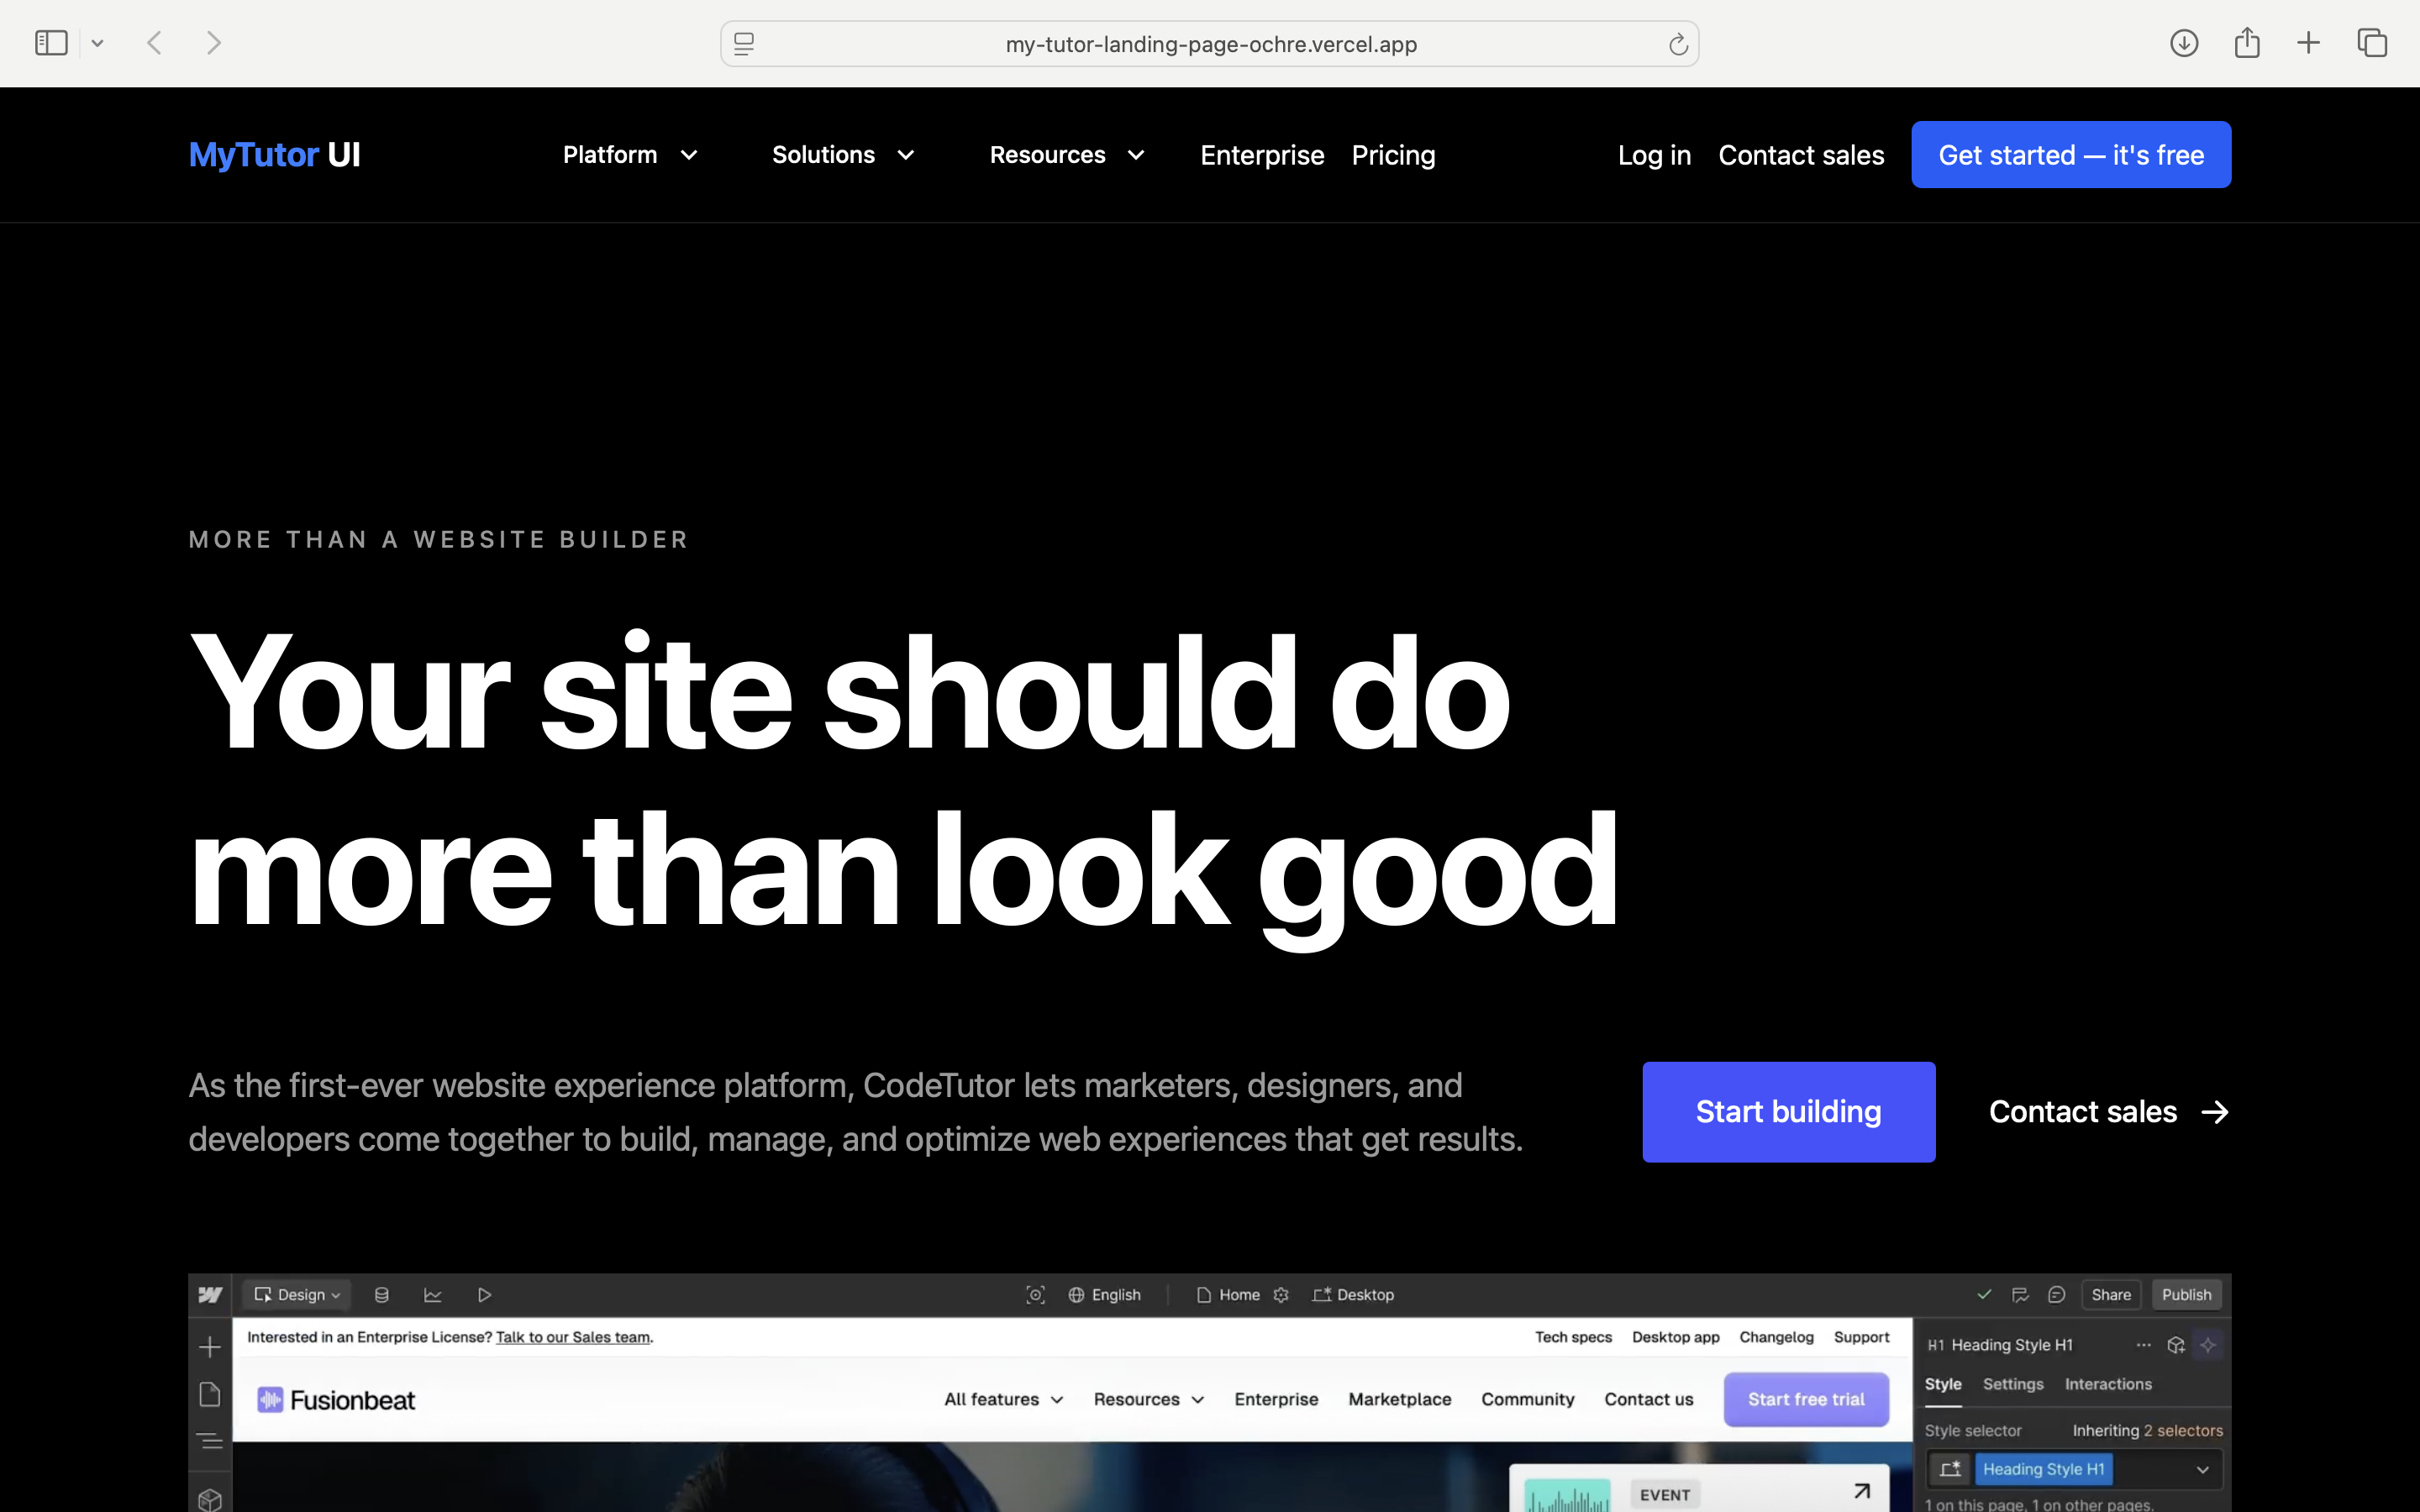 my-tutor-landing-page-ochre.vercel.app
MyTutor UI
Platform
Solutions
Resources
Enterprise
Pricing
Log in
Contact sales
Get started — it's free
MORE THAN A WEBSITE BUILDER
Your site should do
more than look good
As the first-ever website experience platform, CodeTutor lets marketers, designers, and
developers come together to build, manage, and optimize web experiences that get results.
Start building
Contact sales →
Design
English
Home
Desktop
Share
Publish
Interested in an Enterprise License? Talk to our Sales team.
Tech specs
Desktop app
Changelog
Support
H1 Heading Style H1
Fusionbeat
All features
Resources
Enterprise
Marketplace
Community
Contact us
Start free trial
Style
Settings
Interactions
Style selector
Inheriting 2 selectors
Heading Style H1
EVENT
1 on this page, 1 on other pages.